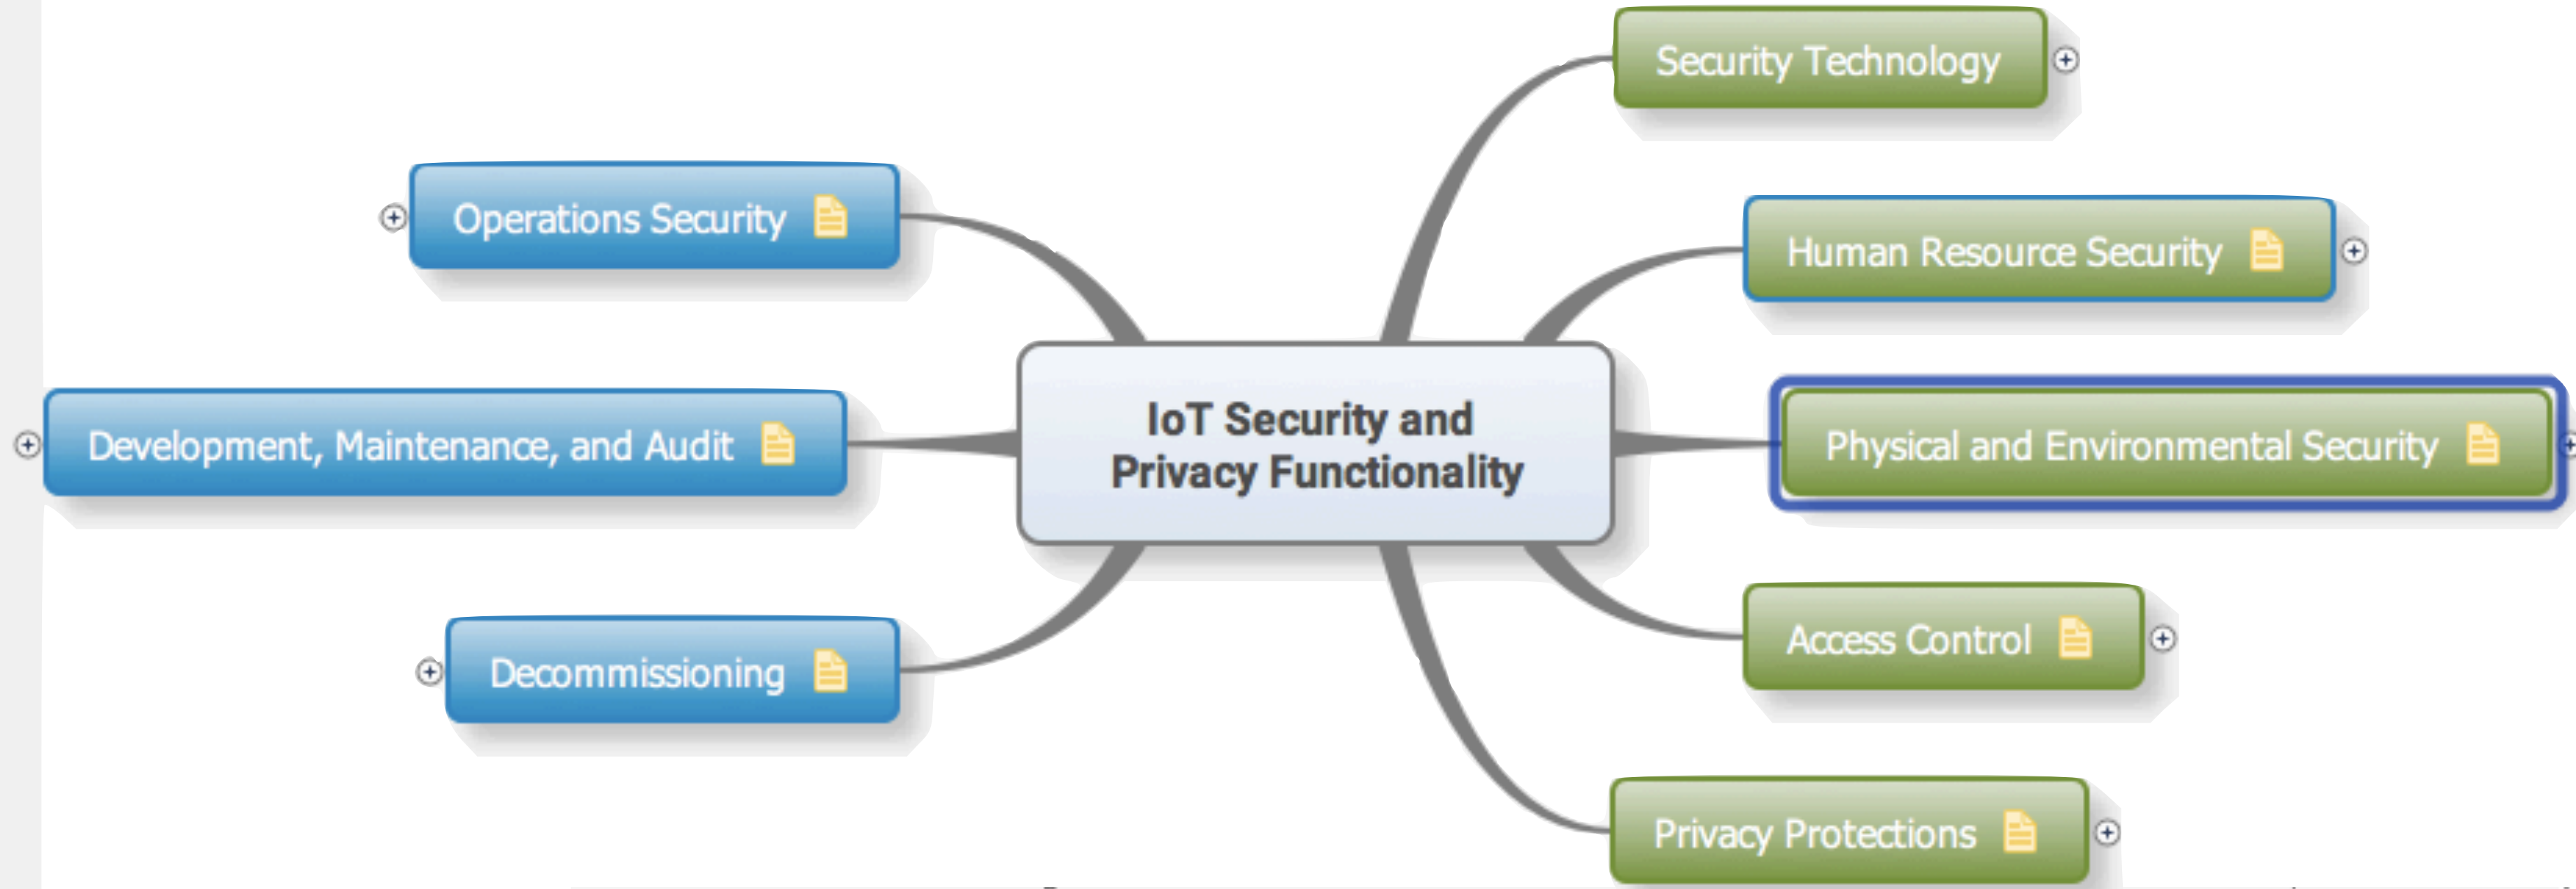 Security Technology
Operations Security
Human Resource Security
IoT Security and
Privacy Functionality
Development, Maintenance, and Audit
Physical and Environmental Security
Access Control
Decommissioning
Privacy Protections